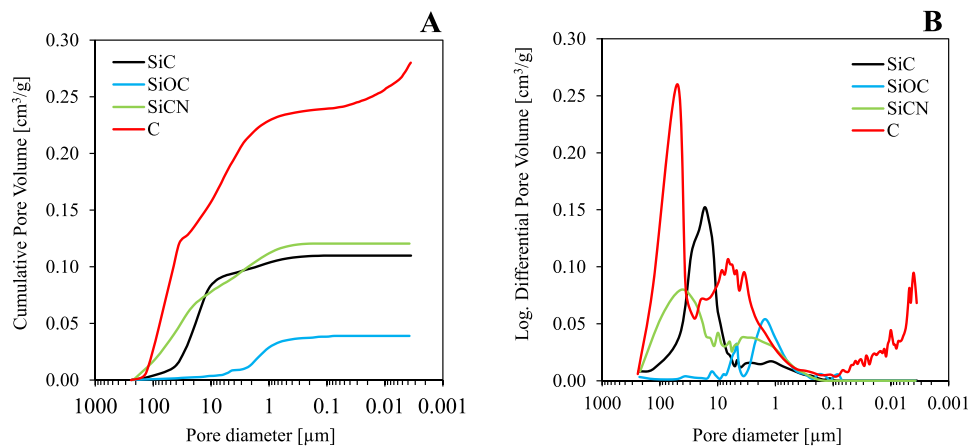 A
Cumulative Pore Volume [cm³/g]
0.30
0.25
0.20
0.15
0.10
0.05
0.00
SiC
SiOC
SiCN
C
1000 100 10 1 0.1 0.01 0.001
Pore diameter [µm]
B
Log. Differential Pore Volume [cm³/g]
0.30
0.25
0.20
0.15
0.10
0.05
0.00
SiC
SiOC
SiCN
C
1000 100 10 1 0.1 0.01 0.001
Pore diameter [µm]